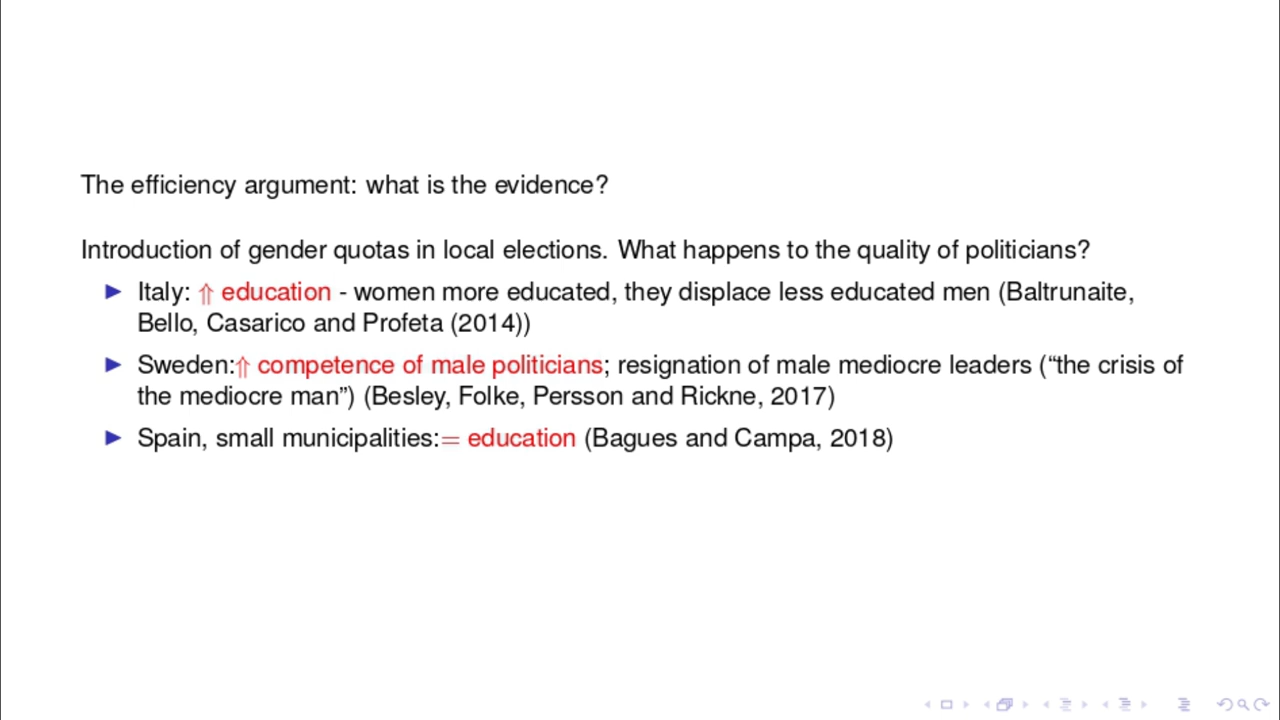 The efficiency argument: what is the evidence?
Introduction of gender quotas in local elections. What happens to the quality of politicians?
▶ Italy: ⇑ education - women more educated, they displace less educated men (Baltrunaite,
Bello, Casarico and Profeta (2014))
▶ Sweden:⇑ competence of male politicians; resignation of male mediocre leaders (“the crisis of
the mediocre man”) (Besley, Folke, Persson and Rickne, 2017)
▶ Spain, small municipalities:= education (Bagues and Campa, 2018)